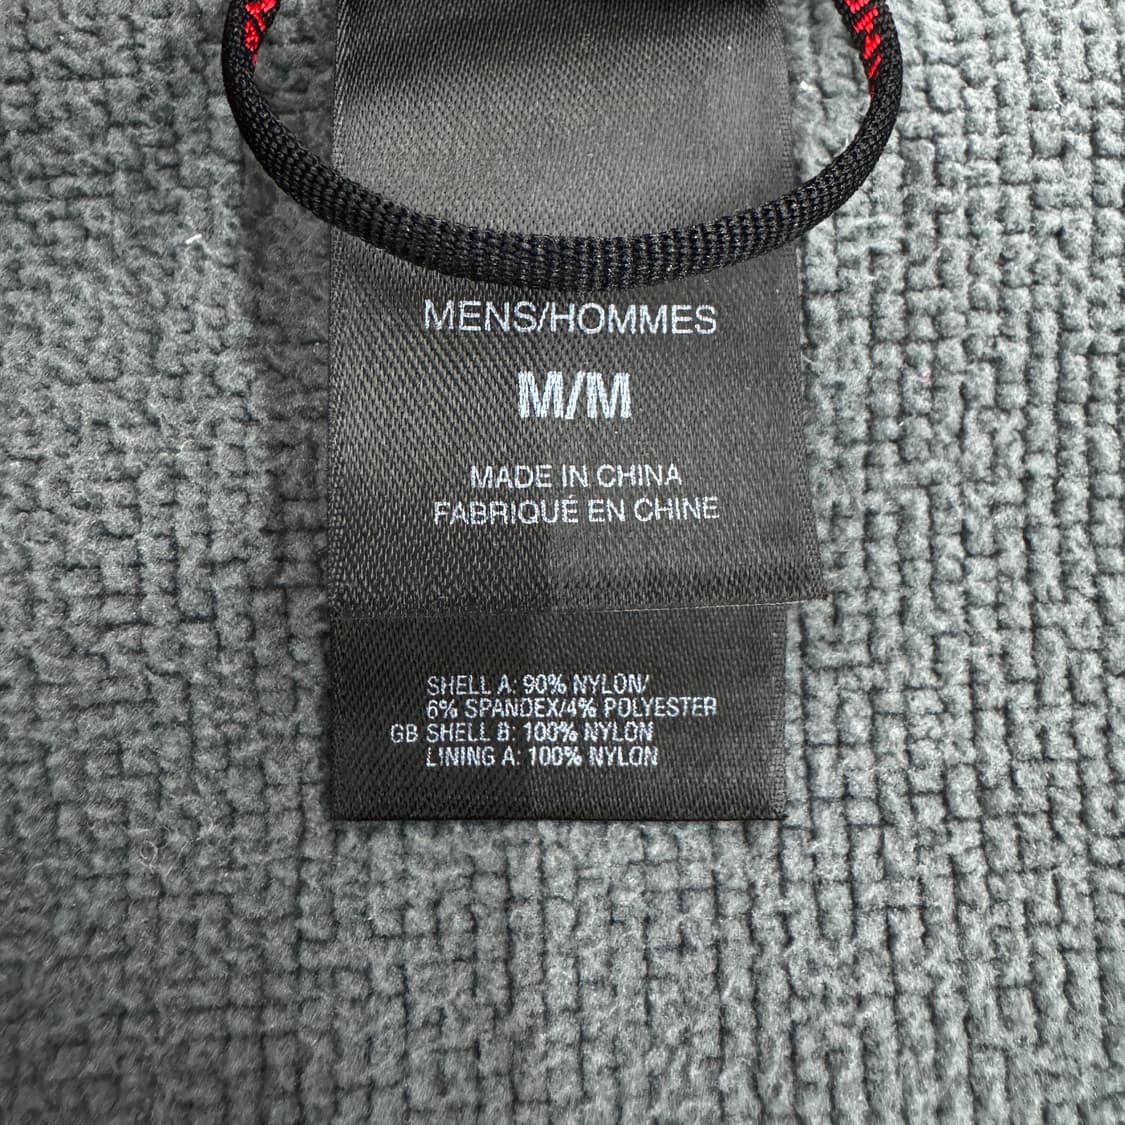 MENS/HOMMES
M/M
MADE IN CHINA
FABRIQUÉ EN CHINE
SHELL A: 90% NYLON/
6% SPANDEX/4% POLYESTER
GB SHELL B: 100% NYLON
LINING A: 100% NYLON